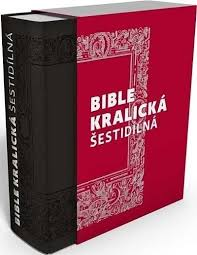 BIBLE KRALICKÁ ŠESTIDÍLNÁ
BIBLE
KRALICKÁ
ŠESTIDÍLNÁ